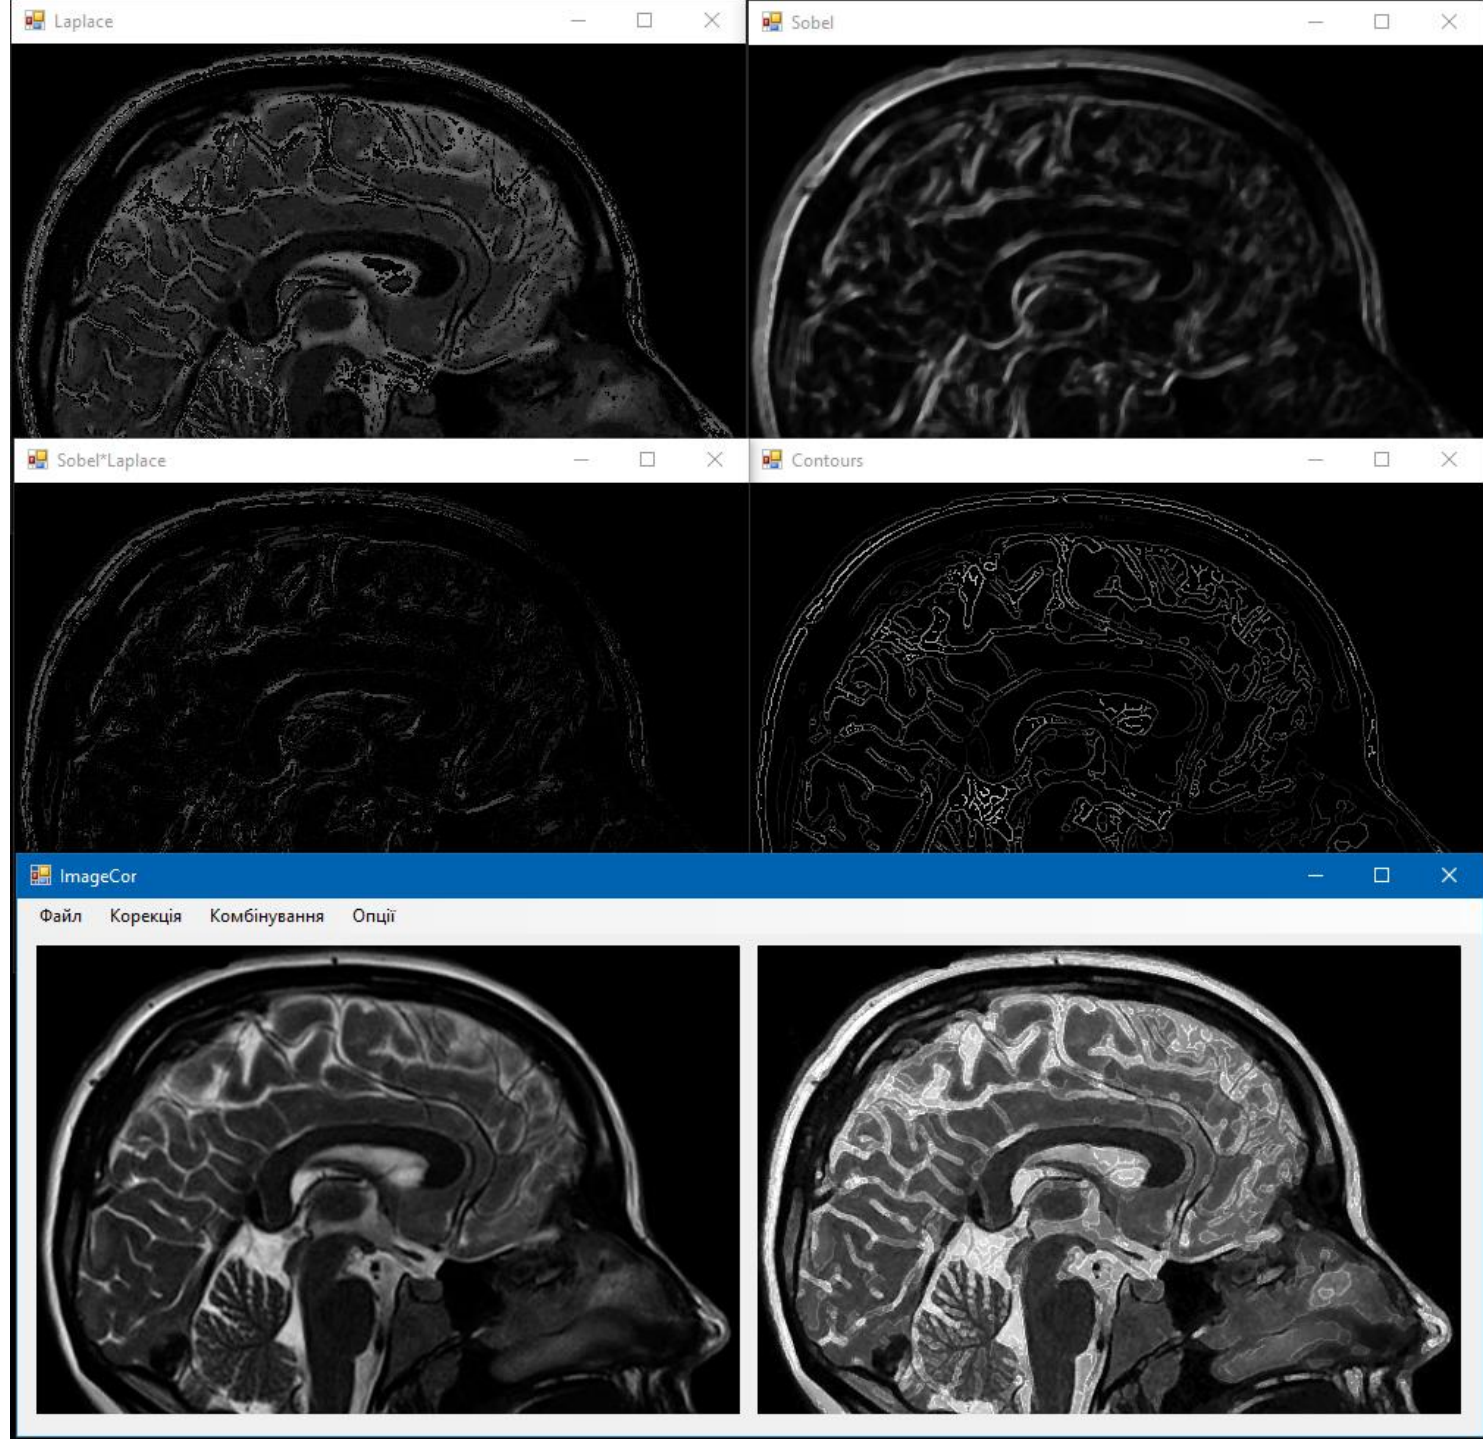 Laplace
Sobel
Sobel*Laplace
Contours
ImageCor
Файл Корекція Комбінування Опції